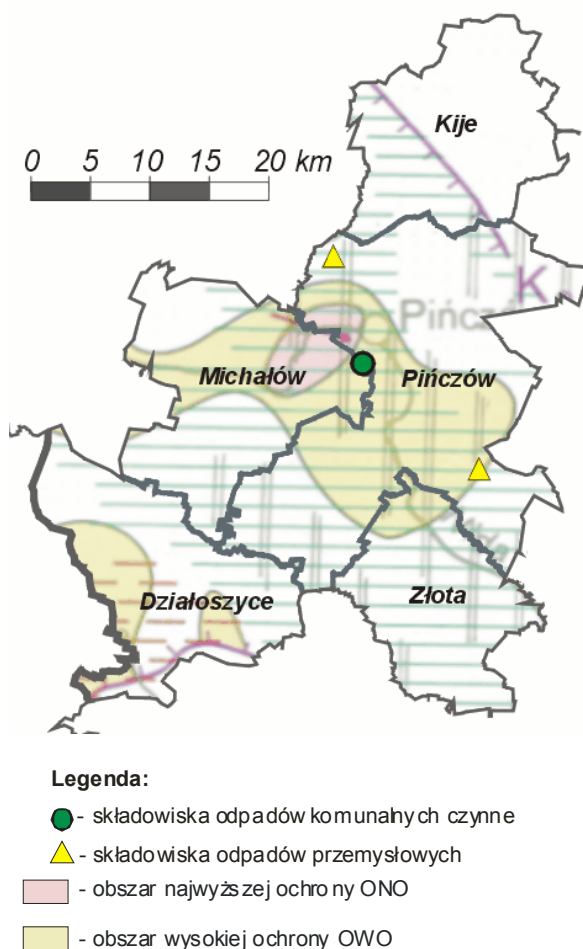 Kije
0 5 10 15 20 km
K
Pińcz
Michałów
Pińczów
Działoszyce
Złota
Legenda:
- składowiska odpadów komunalnych czynne
- składowiska odpadów przemysłowych
- obszar najwyższej ochrony ONO
- obszar wysokiej ochrony OWO